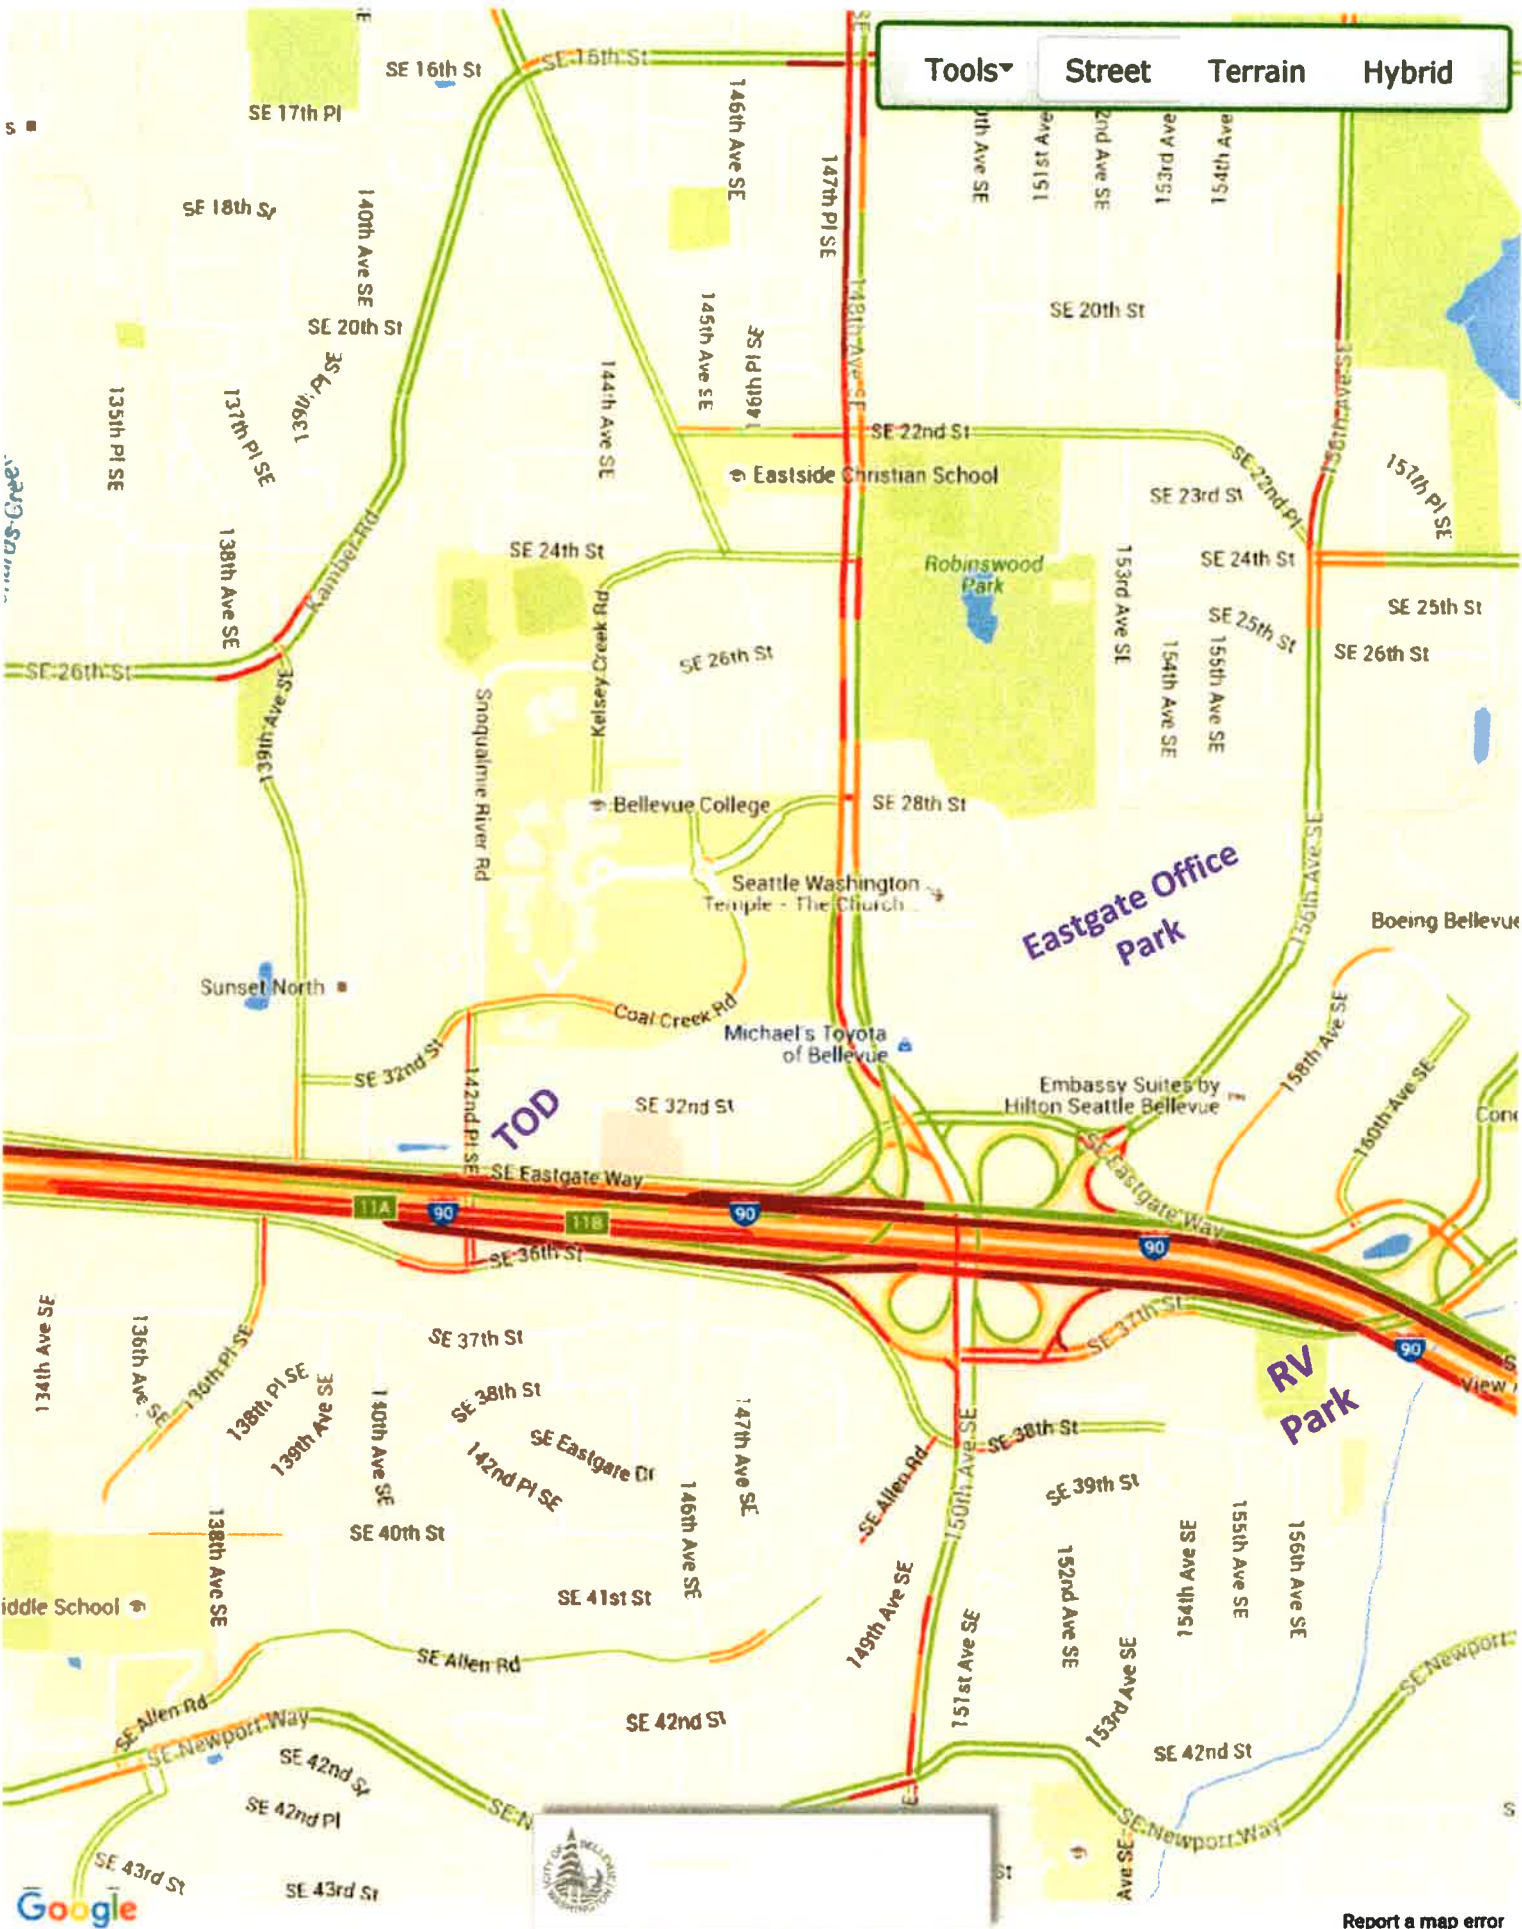 SE 16th St
SE 16th St
Tools
Street
Terrain
Hybrid
SE 17th Pl
146th Ave SE
147th Pl SE
151st Ave
153rd Ave
154th Ave
SE 18th St
140th Ave SE
SE 20th St
139th Pl SE
145th Ave SE
146th Pl SE
148th Ave SE
SE 20th St
156th Ave SE
135th Pl SE
137th Pl SE
144th Ave SE
SE 22nd St
SE 22nd Pl
Eastside Christian School
SE 23rd St
157th Pl SE
138th Ave SE
Kamber Rd
SE 24th St
Robinswood
Park
153rd Ave SE
SE 24th St
SE 25th St
SE 25th St
SE 26th St
139th Ave SE
Kelsey Creek Rd
SE 26th St
154th Ave SE
155th Ave SE
SE 26th St
Snoqualmie River Rd
Bellevue College
SE 28th St
Seattle Washington
Temple - The Church...
Eastgate Office
Park
156th Ave SE
Boeing Bellevue
Sunset North
Coal Creek Rd
Michael's Toyota
of Bellevue
SE 32nd St
142nd Pl SE
TOD
SE 32nd St
Embassy Suites by
Hilton Seattle Bellevue
158th Ave SE
160th Ave SE
SE Eastgate Way
SE Eastgate Way
11A
90
11B
90
90
SE 36th St
134th Ave SE
136th Ave SE
136th Pl SE
SE 37th St
SE 37th St
90
RV
Park
View
138th Pl SE
139th Ave SE
140th Ave SE
SE 38th St
SE Eastgate Dr
142nd Pl SE
147th Ave SE
146th Ave SE
SE Allen Rd
150th Ave SE
SE 38th St
SE 39th St
SE 40th St
138th Ave SE
iddle School
SE 41st St
149th Ave SE
151st Ave SE
152nd Ave SE
153rd Ave SE
154th Ave SE
155th Ave SE
156th Ave SE
SE Allen Rd
SE Allen Rd
SE Newport Way
SE 42nd St
SE 42nd St
SE Newport
SE 42nd St
SE 42nd Pl
SE N
SE Newport Way
Ave SE
SE 43rd St
SE 43rd St
CITY OF BELLEVUE
WASHINGTON
St
Google
Report a map error